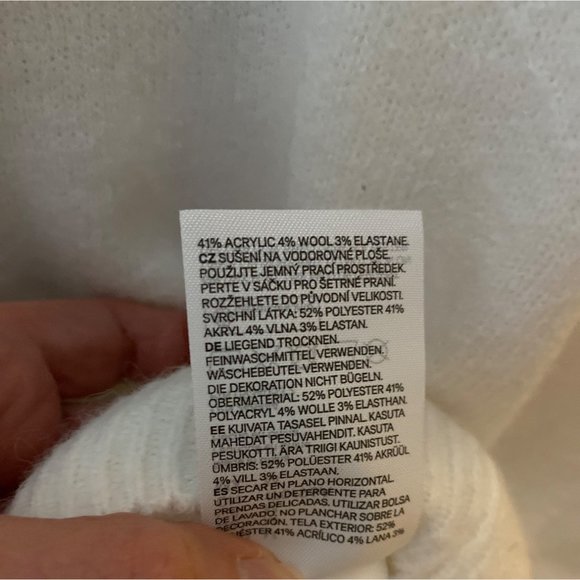 41% ACRYLIC 4% WOOL 3% ELASTANE.
CZ SUŠENÍ NA VODOROVNÉ PLOŠE.
POUŽIJTE JEMNÝ PRACÍ PROSTŘEDEK.
PERTE V SÁČKU PRO ŠETRNÉ PRANÍ.
ROZŽEHLETE DO PŮVODNÍ VELIKOSTI.
SVRCHNÍ LÁTKA: 52% POLYESTER 41%
AKRYL 4% VLNA 3% ELASTAN.
DE LIEGEND TROCKNEN.
FEINWASCHMITTEL VERWENDEN.
WÄSCHEBEUTEL VERWENDEN.
DIE DEKORATION NICHT BÜGELN.
OBERMATERIAL: 52% POLYESTER 41%
POLYACRYL 4% WOLLE 3% ELASTHAN.
EE KUIVATA TASASEL PINNAL. KASUTA
MAHEDAT PESUVAHENDIT. KASUTA
PESUKOTTI. ÄRA TRIIGI KAUNISTUST.
ÜMBRIS: 52% POLÜESTER 41% AKRÜÜL
4% VILL 3% ELASTAAN.
ES SECAR EN PLANO HORIZONTAL.
UTILIZAR UN DETERGENTE PARA
PRENDAS DELICADAS. UTILIZAR BOLSA
DE LAVADO. NO PLANCHAR SOBRE LA
DECORACIÓN. TELA EXTERIOR: 52%
POLIÉSTER 41% ACRÍLICO 4% LANA 3%